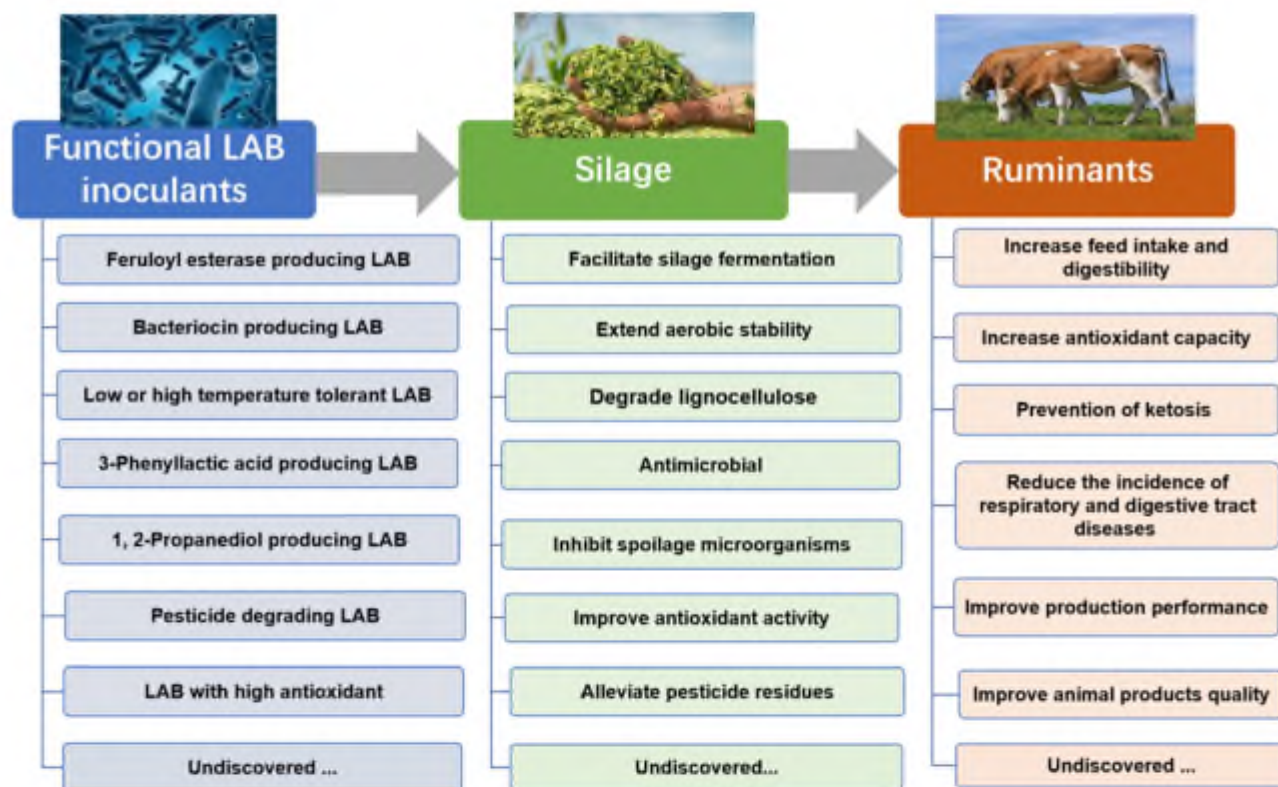 Functional LAB
inoculants
Feruloyl esterase producing LAB
Bacteriocin producing LAB
Low or high temperature tolerant LAB
3-Phenyllactic acid producing LAB
1, 2-Propanediol producing LAB
Pesticide degrading LAB
LAB with high antioxidant
Undiscovered ...
Silage
Facilitate silage fermentation
Extend aerobic stability
Degrade lignocellulose
Antimicrobial
Inhibit spoilage microorganisms
Improve antioxidant activity
Alleviate pesticide residues
Undiscovered...
Ruminants
Increase feed intake and
digestibility
Increase antioxidant capacity
Prevention of ketosis
Reduce the incidence of
respiratory and digestive tract
diseases
Improve production performance
Improve animal products quality
Undiscovered ...